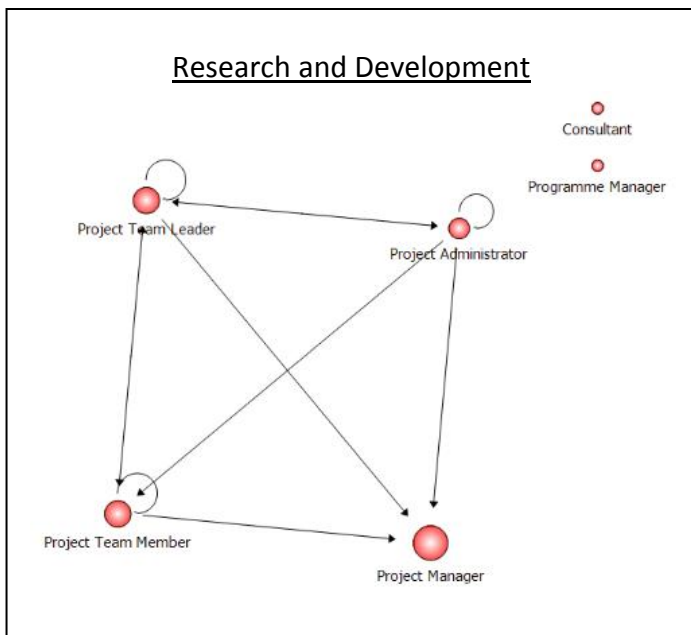 Research and Development
Consultant
Programme Manager
Project Team Leader
Project Administrator
Project Team Member
Project Manager